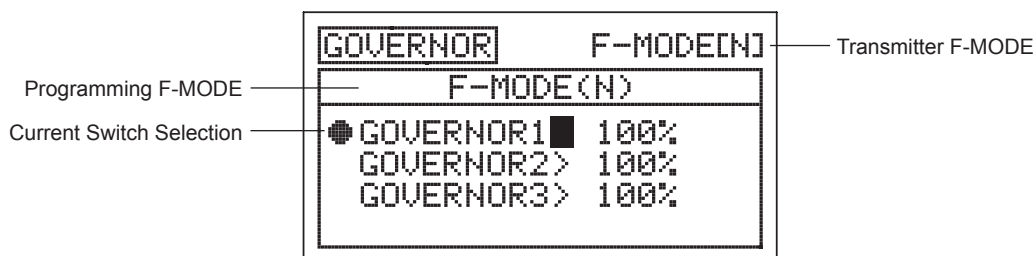 GOVERNOR F-MODE[N] Transmitter F-MODE
Programming F-MODE F-MODE(N)
Current Switch Selection GOVERNOR1 100%
GOVERNOR2> 100%
GOVERNOR3> 100%